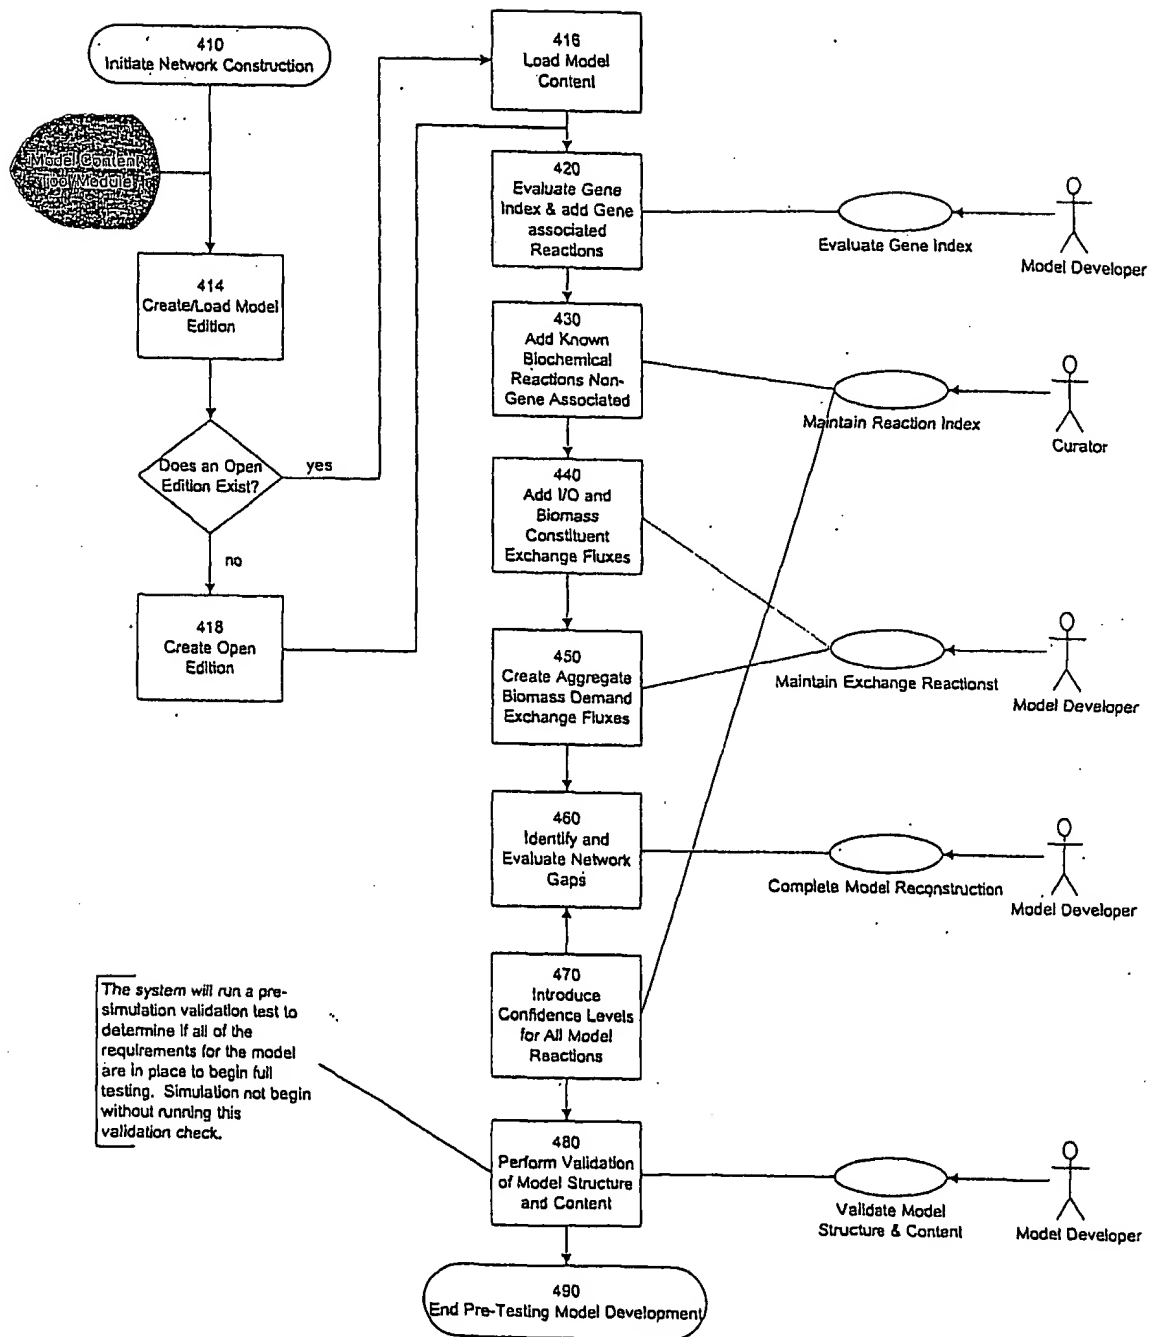 410
Initiate Network Construction
Model Content
Tool Module
414
Create/Load Model
Edition
Does an Open
Edition Exist?
yes
no
418
Create Open
Edition
416
Load Model
Content
420
Evaluate Gene
Index & add Gene
associated
Reactions
Evaluate Gene Index
Model Developer
430
Add Known
Biochemical
Reactions Non-
Gene Associated
Maintain Reaction Index
Curator
440
Add I/O and
Biomass
Constituent
Exchange Fluxes
450
Create Aggregate
Biomass Demand
Exchange Fluxes
Maintain Exchange Reactionst
Model Developer
460
Identify and
Evaluate Network
Gaps
Complete Model Reconstruction
Model Developer
470
Introduce
Confidence Levels
for All Model
Reactions
The system will run a pre-
simulation validation test to
determine if all of the
requirements for the model
are in place to begin full
testing. Simulation not begin
without running this
validation check.
480
Perform Validation
of Model Structure
and Content
Validate Model
Structure & Content
Model Developer
490
End Pre-Testing Model Development